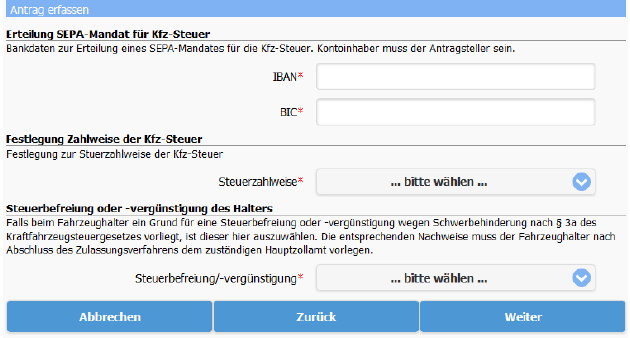 Antrag erfassen
Erteilung SEPA-Mandat für Kfz-Steuer
Bankdaten zur Erteilung eines SEPA-Mandates für die Kfz-Steuer. Kontoinhaber muss der Antragsteller sein.
IBAN*
BIC*
Festlegung Zahlweise der Kfz-Steuer
Festlegung zur Stuerzahlweise der Kfz-Steuer
Steuerzahlweise* ... bitte wählen ...
Steuerbefreiung oder -vergünstigung des Halters
Falls beim Fahrzeughalter ein Grund für eine Steuerbefreiung oder -vergünstigung wegen Schwerbehinderung nach § 3a des
Kraftfahrzeugsteuergesetzes vorliegt, ist dieser hier auszuwählen. Die entsprechenden Nachweise muss der Fahrzeughalter nach
Abschluss des Zulassungsverfahrens dem zuständigen Hauptzollamt vorlegen.
Steuerbefreiung/-vergünstigung* ... bitte wählen ...
Abbrechen Zurück Weiter